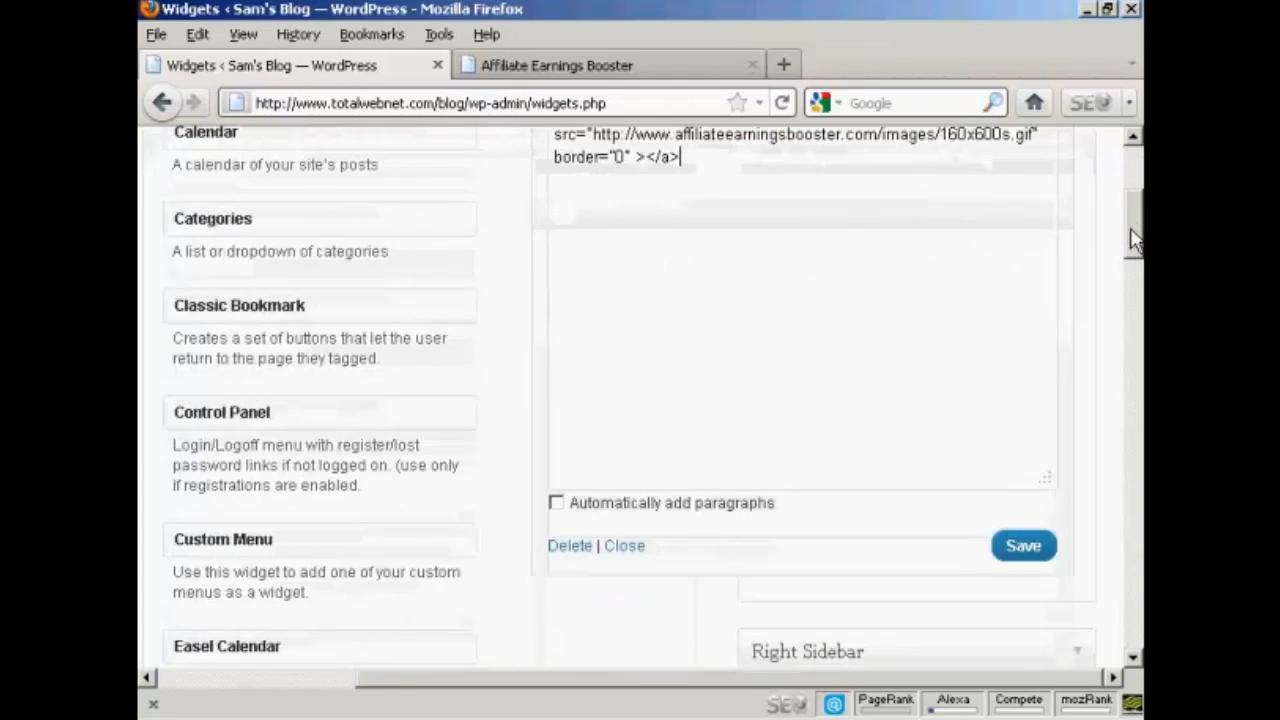 Widgets ‹ Sam's Blog — WordPress - Mozilla Firefox
File Edit View History Bookmarks Tools Help
Widgets ‹ Sam's Blog — WordPress
Affiliate Earnings Booster
http://www.totalwebnet.com/blog/wp-admin/widgets.php
Google
SEO
Calendar
A calendar of your site's posts
Categories
A list or dropdown of categories
Classic Bookmark
Creates a set of buttons that let the user
return to the page they tagged.
Control Panel
Login/Logoff menu with register/lost
password links if not logged on. (use only
if registrations are enabled.
Custom Menu
Use this widget to add one of your custom
menus as a widget.
Easel Calendar
src="http://www.affiliateearningsbooster.com/images/160x600s.gif"
border="0" ></a>
Automatically add paragraphs
Delete | Close
Save
Right Sidebar
SEO
PageRank
Alexa
Compete
mozRank